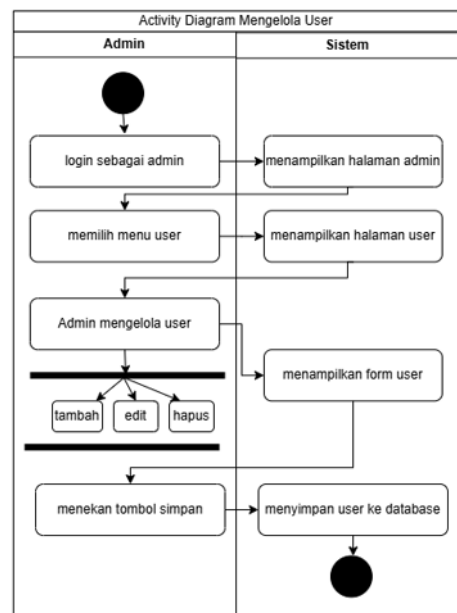 Activity Diagram Mengelola User
Admin
Sistem
login sebagai admin
menampilkan halaman admin
memilih menu user
menampilkan halaman user
Admin mengelola user
menampilkan form user
tambah
edit
hapus
menekan tombol simpan
menyimpan user ke database